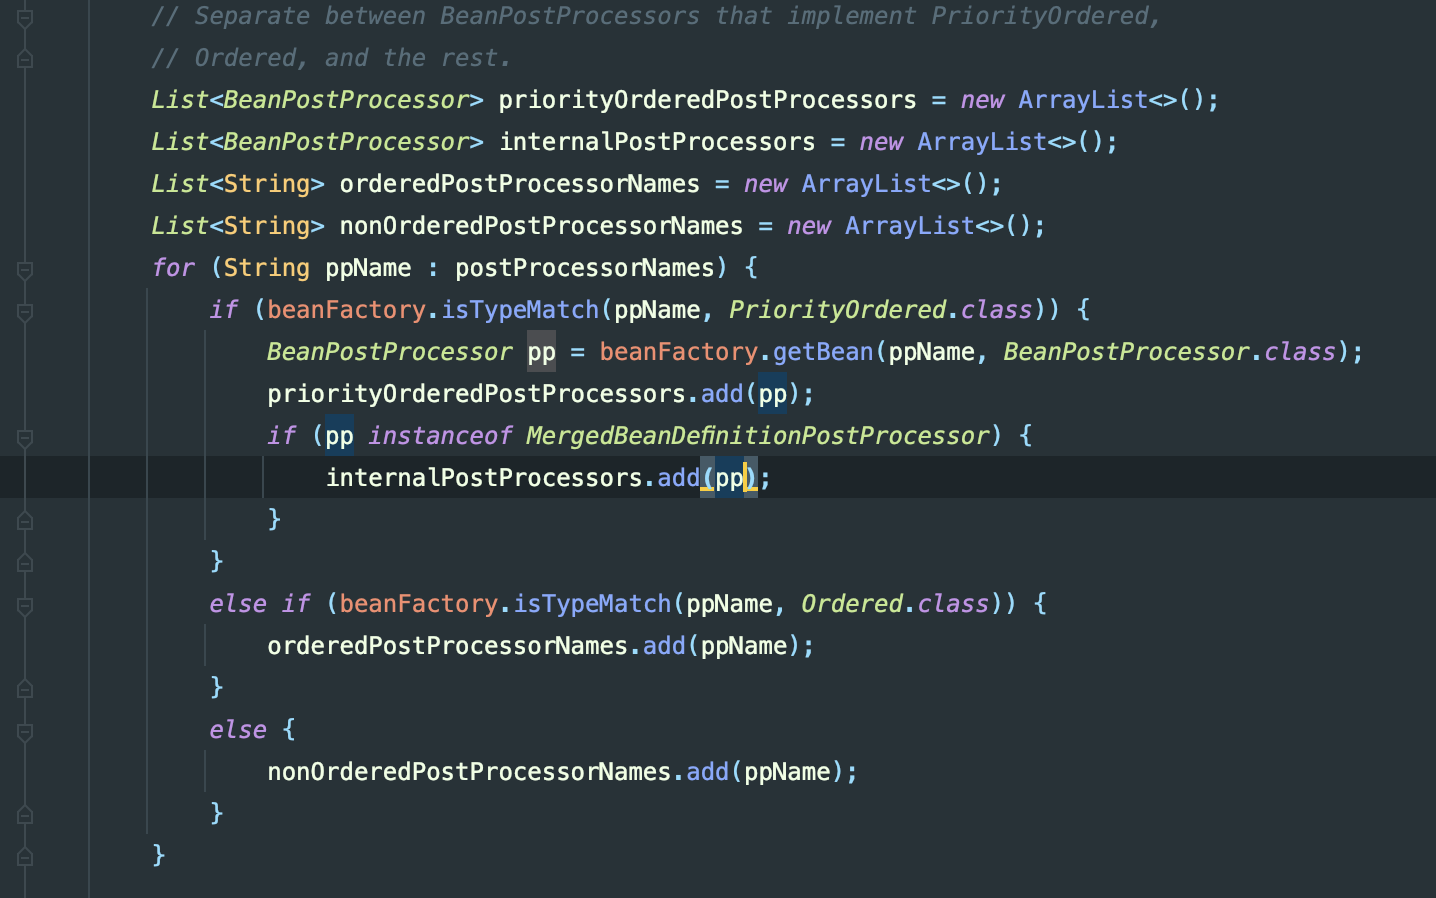 // Separate between BeanPostProcessors that implement PriorityOrdered,
// Ordered, and the rest.
List<BeanPostProcessor> priorityOrderedPostProcessors = new ArrayList<>();
List<BeanPostProcessor> internalPostProcessors = new ArrayList<>();
List<String> orderedPostProcessorNames = new ArrayList<>();
List<String> nonOrderedPostProcessorNames = new ArrayList<>();
for (String ppName : postProcessorNames) {
    if (beanFactory.isTypeMatch(ppName, PriorityOrdered.class)) {
        BeanPostProcessor pp = beanFactory.getBean(ppName, BeanPostProcessor.class);
        priorityOrderedPostProcessors.add(pp);
        if (pp instanceof MergedBeanDefinitionPostProcessor) {
            internalPostProcessors.add(pp);
        }
    }
    else if (beanFactory.isTypeMatch(ppName, Ordered.class)) {
        orderedPostProcessorNames.add(ppName);
    }
    else {
        nonOrderedPostProcessorNames.add(ppName);
    }
}